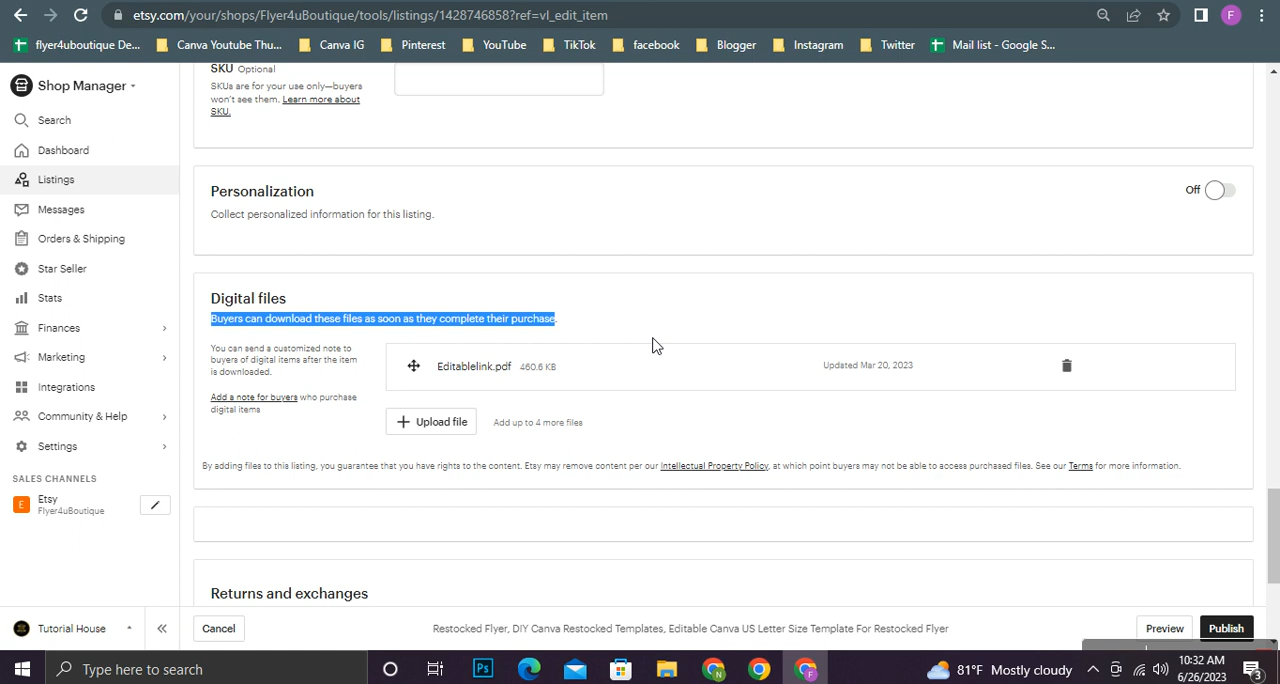 etsy.com/your/shops/Flyer4uBoutique/tools/listings/1428746858?ref=vl_edit_item
F
flyer4uboutique De...
Canva Youtube Thu...
Canva IG
Pinterest
YouTube
TikTok
facebook
Blogger
Instagram
Twitter
Mail list - Google S...
Shop Manager
Search
Dashboard
Listings
Messages
Orders & Shipping
Star Seller
Stats
Finances
Marketing
Integrations
Community & Help
Settings
SALES CHANNELS
E
Etsy
Flyer4uBoutique
Tutorial House
SKU Optional
SKUs are for your use only—buyers
won't see them. Learn more about
SKU.
Personalization
Collect personalized information for this listing.
Off
Digital files
Buyers can download these files as soon as they complete their purchase.
You can send a customized note to
buyers of digital items after the item
is downloaded.
Add a note for buyers who purchase
digital items
Editablelink.pdf 460.6 KB
Updated Mar 20, 2023
Upload file
Add up to 4 more files
By adding files to this listing, you guarantee that you have rights to the content. Etsy may remove content per our Intellectual Property Policy, at which point buyers may not be able to access purchased files. See our Terms for more information.
Returns and exchanges
Cancel
Restocked Flyer, DIY Canva Restocked Templates, Editable Canva US Letter Size Template For Restocked Flyer
Preview
Publish
Type here to search
Ps
N
F
81°F Mostly cloudy
10:32 AM
6/26/2023
3